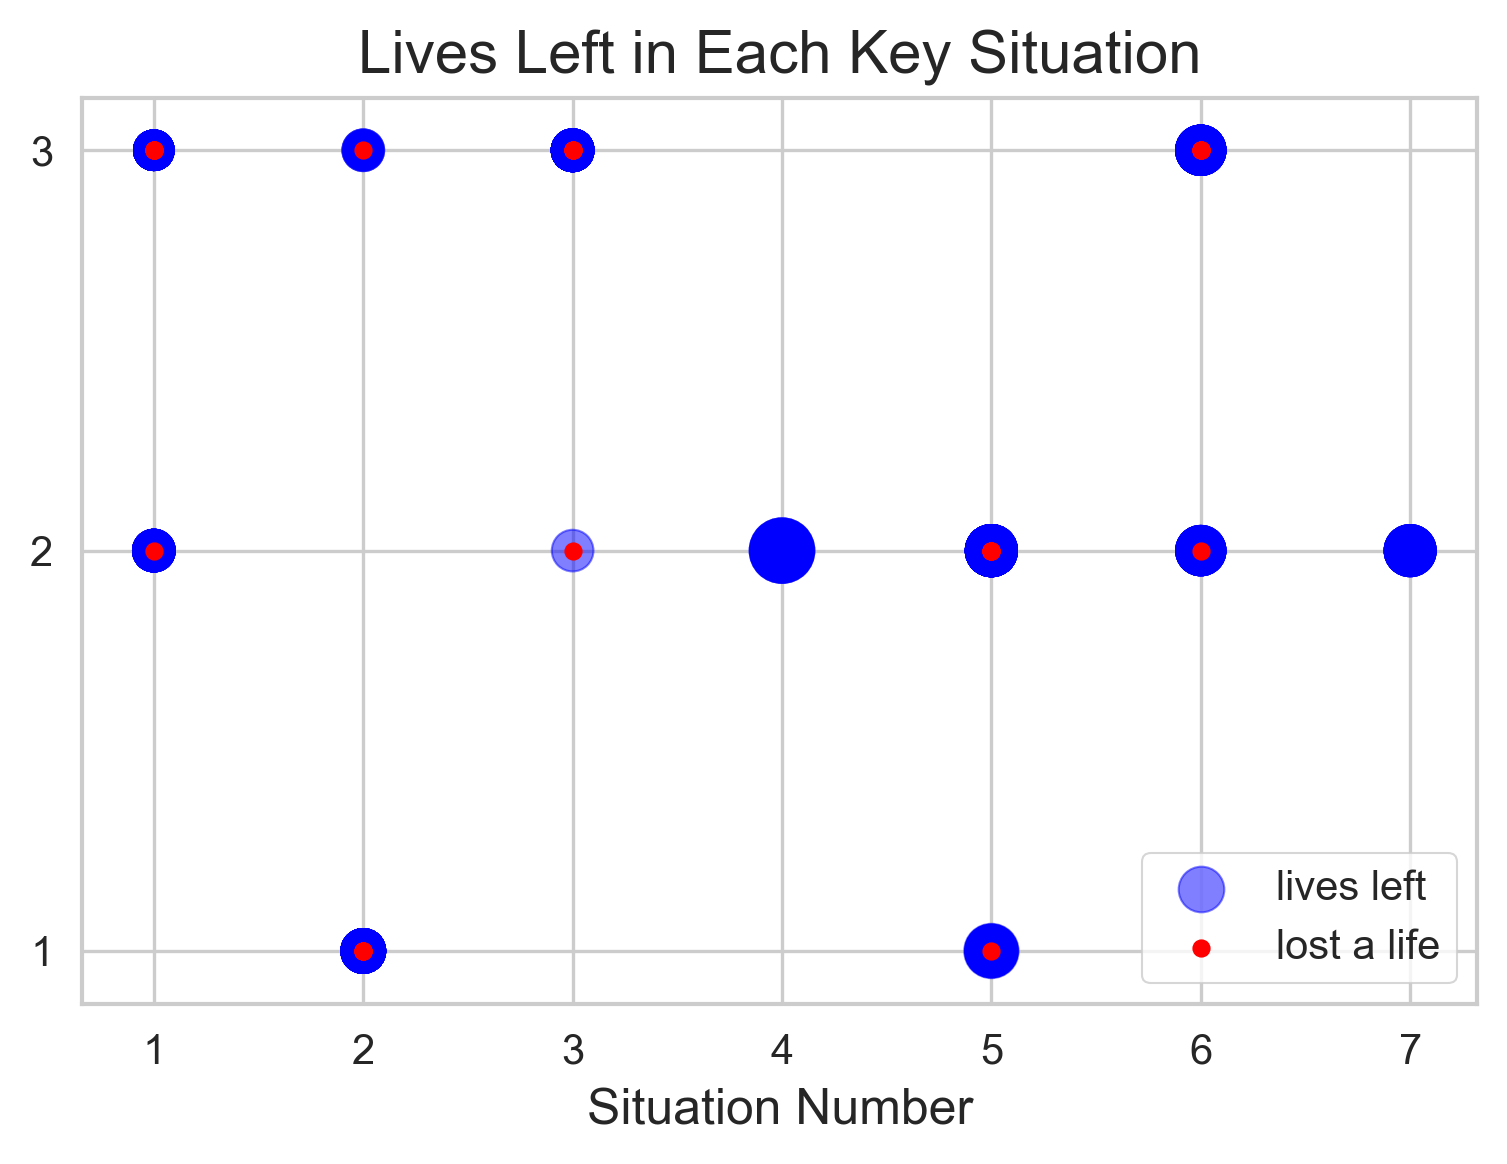 Lives Left in Each Key Situation
3
2
1
lives left
lost a life
1 2 3 4 5 6 7
Situation Number